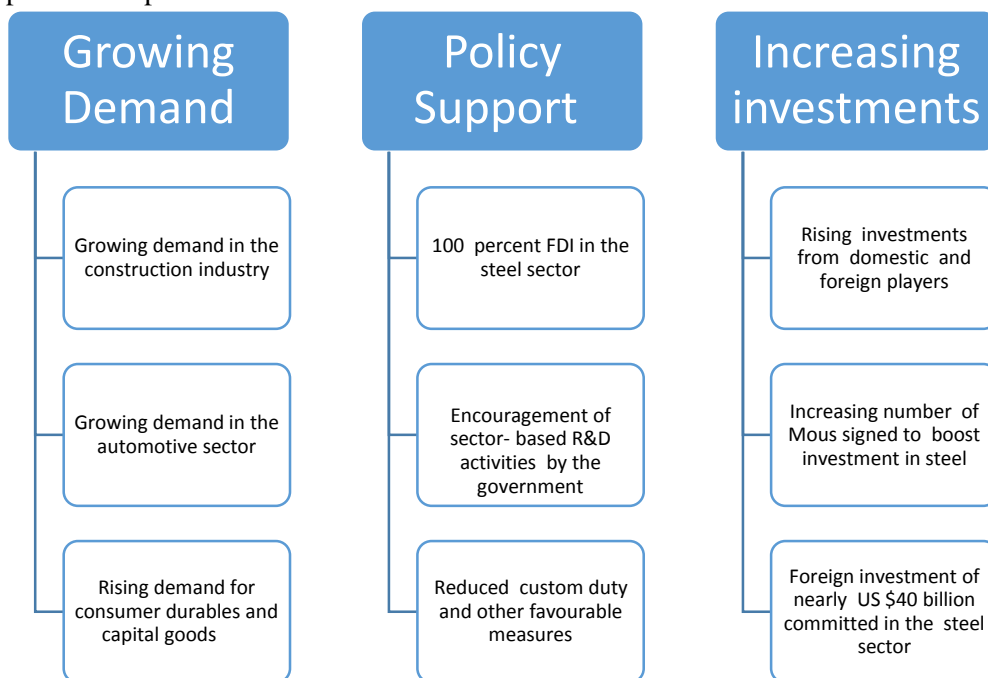 Growing
Demand
Growing demand in the
construction industry
Growing demand in the
automotive sector
Rising demand for
consumer durables and
capital goods
Policy
Support
100 percent FDI in the
steel sector
Encouragement of
sector- based R&D
activities by the
government
Reduced custom duty
and other favourable
measures
Increasing
investments
Rising investments
from domestic and
foreign players
Increasing number of
Mous signed to boost
investment in steel
Foreign investment of
nearly US $40 billion
committed in the steel
sector